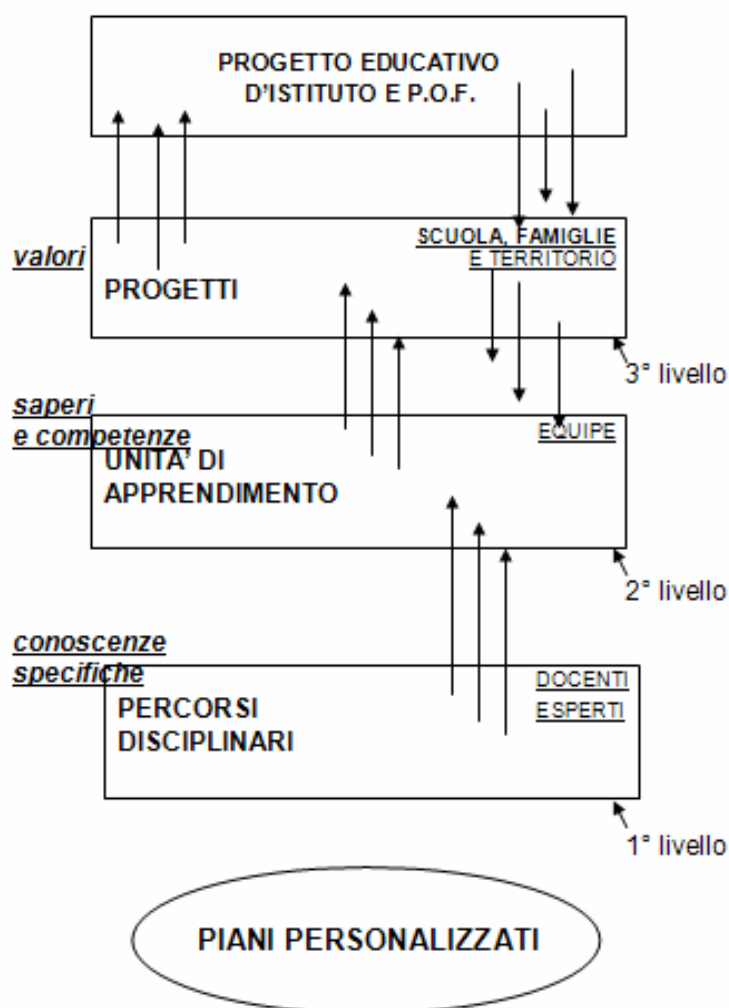 PROGETTO EDUCATIVO
D'ISTITUTO E P.O.F.
valori
SCUOLA, FAMIGLIE
E TERRITORIO
PROGETTI
3° livello
saperi
e competenze
EQUIPE
UNITA' DI
APPRENDIMENTO
2° livello
conoscenze
specifiche
DOCENTI
ESPERTI
PERCORSI
DISCIPLINARI
1° livello
PIANI PERSONALIZZATI